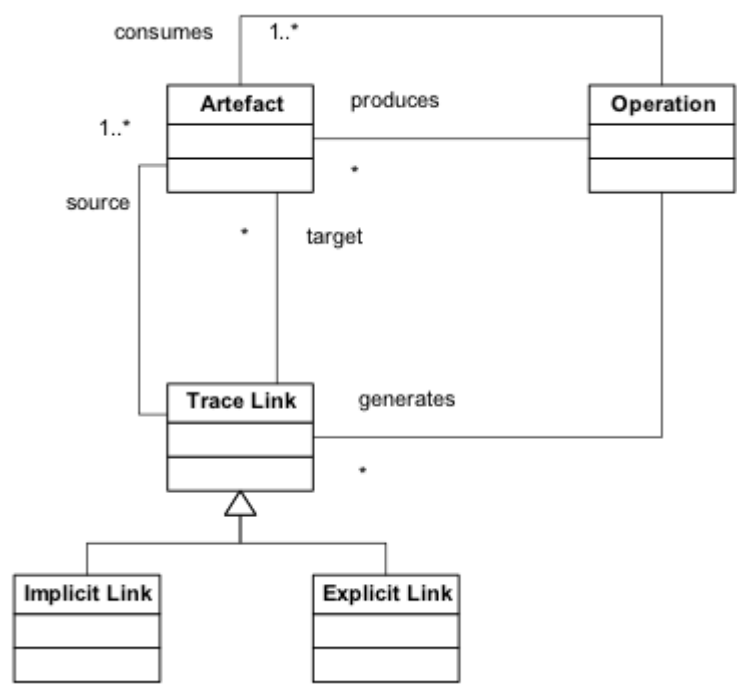 consumes
1..*
Artefact
produces
Operation
1..*
*
source
*
target
Trace Link
generates
*
Implicit Link
Explicit Link